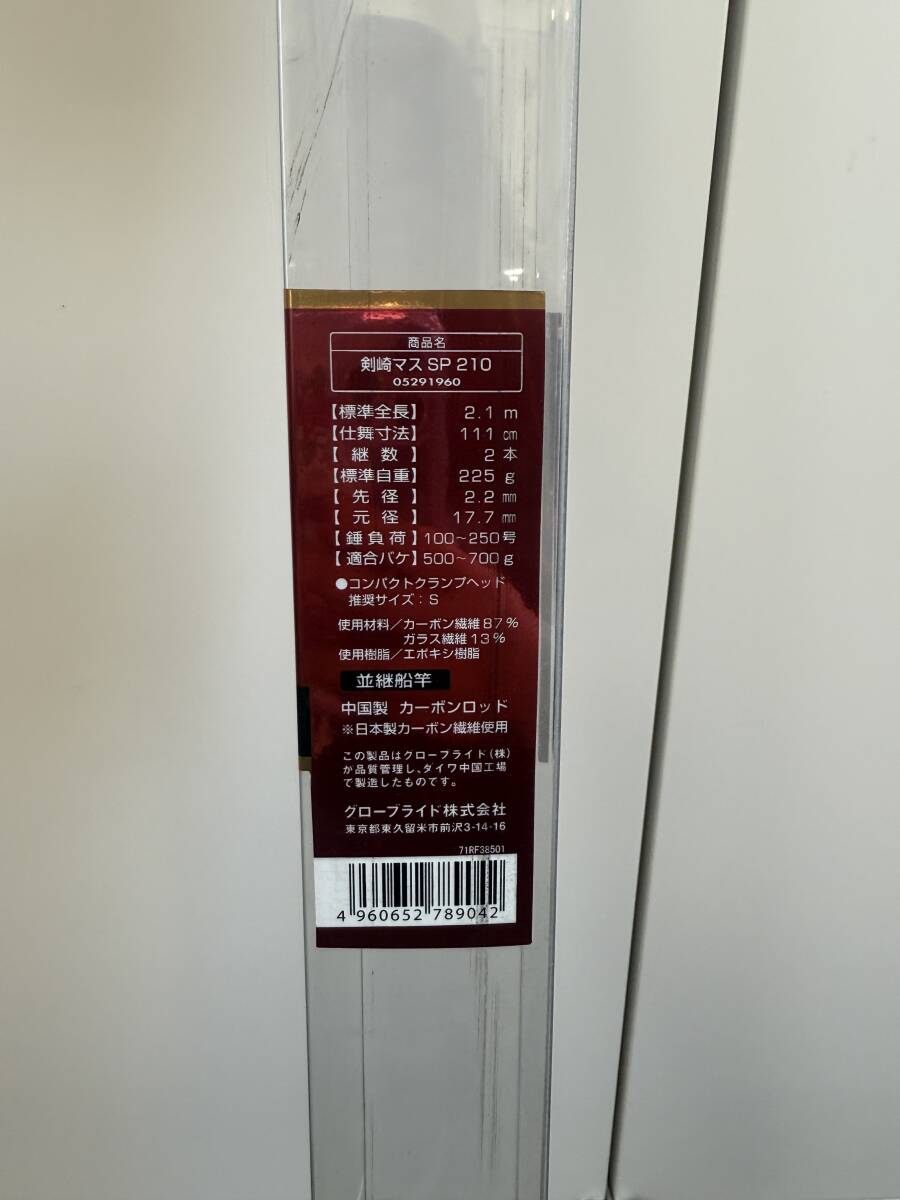 商品名
剣崎マス SP 210
05291960
【標準全長】 2.1 m
【仕舞寸法】 111 cm
【継数】 2 本
【標準自重】 225 g
【先径】 2.2 mm
【元径】 17.7 mm
【錘負荷】100~250号
【適合バケ】500~700g
●コンパクトクランプヘッド
推奨サイズ:S
使用材料/カーボン繊維87%
ガラス繊維13%
使用樹脂/エポキシ樹脂
並継船竿
中国製 カーボンロッド
※日本製カーボン繊維使用
この製品はグローブライド(株)
が品質管理し、ダイワ中国工場
で製造したものです。
グローブライド株式会社
東京都東久留米市前沢3-14-16
71RF38501
4 960652 789042